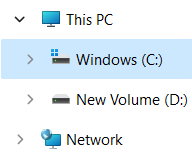 This PC
Windows (C:)
New Volume (D:)
Network